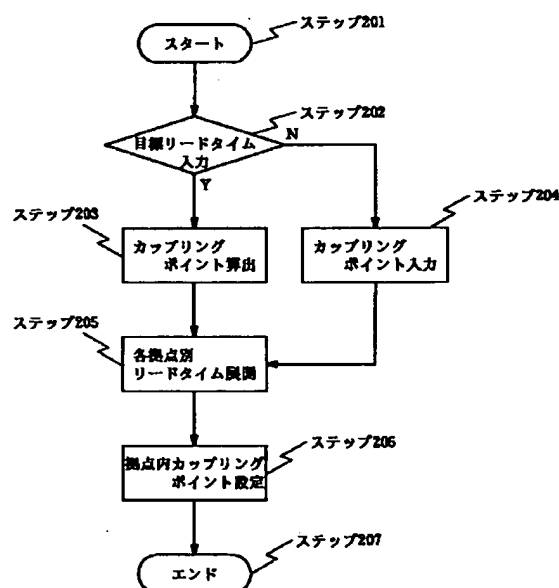 ステップ201
スタート
ステップ202
目標リードタイム
入力
N
Y
ステップ203
ステップ204
カップリング
ポイント算出
カップリング
ポイント入力
ステップ205
各拠点別
リードタイム展開
ステップ206
拠点内カップリング
ポイント設定
ステップ207
エンド